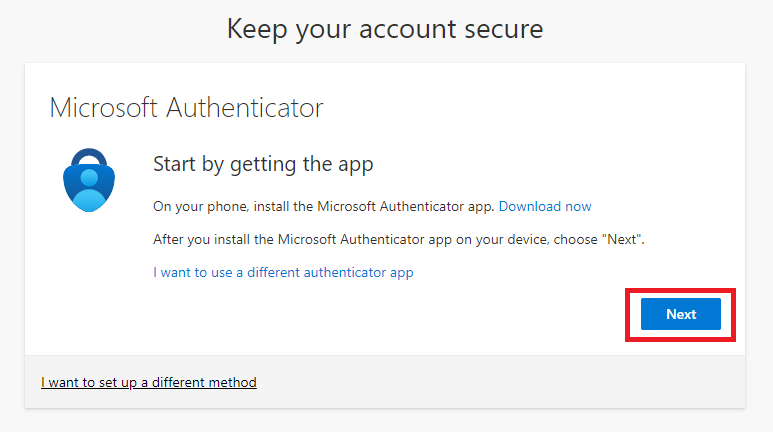 Keep your account secure
Microsoft Authenticator
Start by getting the app
On your phone, install the Microsoft Authenticator app. Download now
After you install the Microsoft Authenticator app on your device, choose "Next".
I want to use a different authenticator app
Next
I want to set up a different method